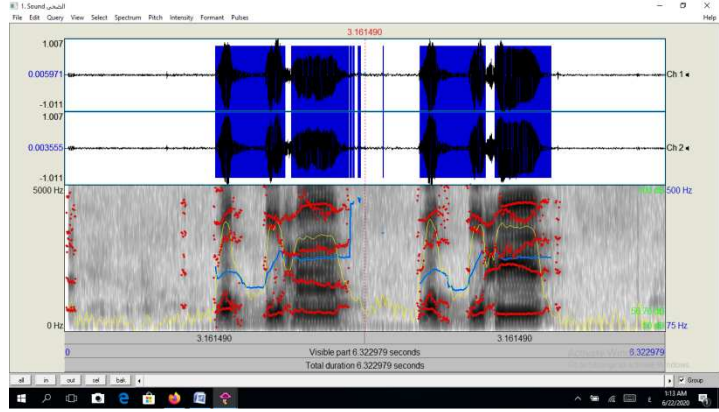 1. Sound الضحى
File Edit Query View Select Spectrum Pitch Intensity Formant Pulses Help
3.161490
1.007
0.005971
Ch 1
-1.011
1.007
0.003555
Ch 2
-1.011
5000 Hz
500 Hz
0 Hz
75 Hz
3.161490 3.161490
0 Visible part 6.322979 seconds 6.322979
Total duration 6.322979 seconds
all in out sel bak Group
1:13 AM
6/22/2020